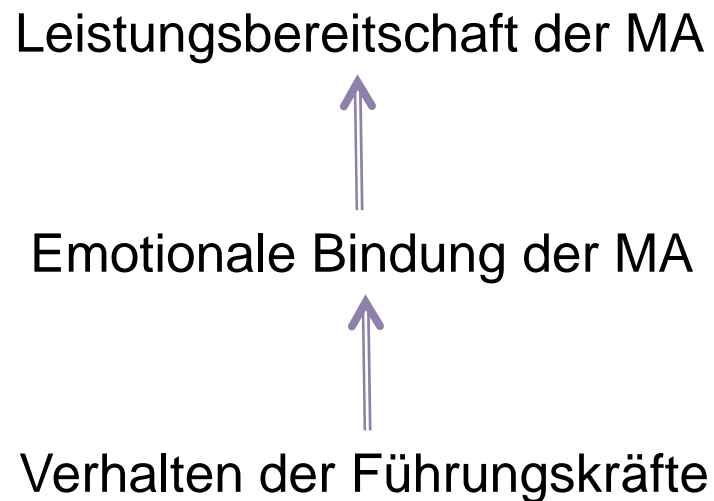 Leistungsbereitschaft der MA
Emotionale Bindung der MA
Verhalten der Führungskräfte